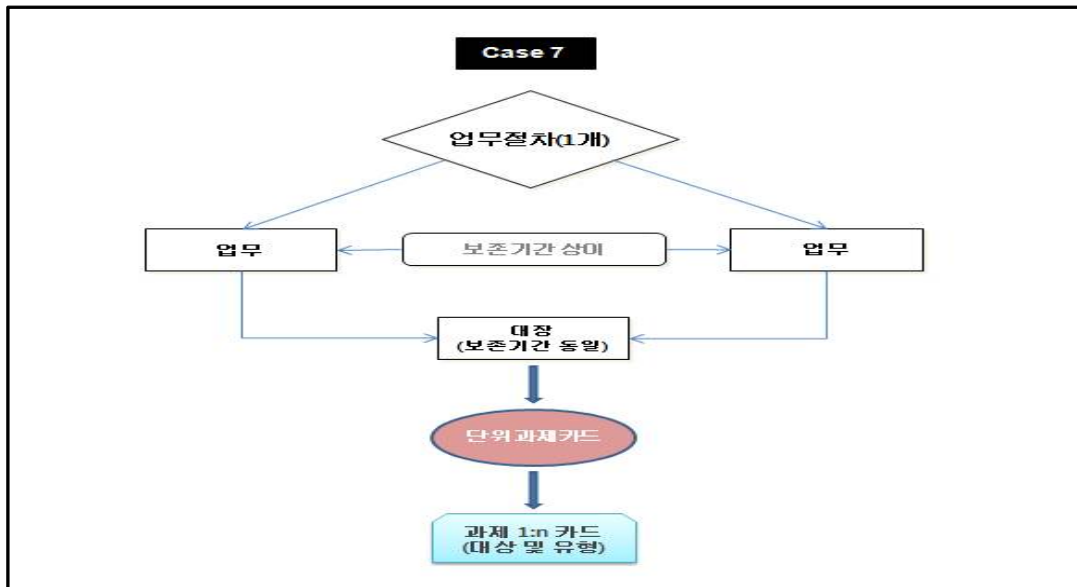 Case 7
업무절차(1개)
업무
보존기간 상이
업무
대장
(보존기간 동일)
단위과제카드
과제 1:n 카드
(대상 및 유형)